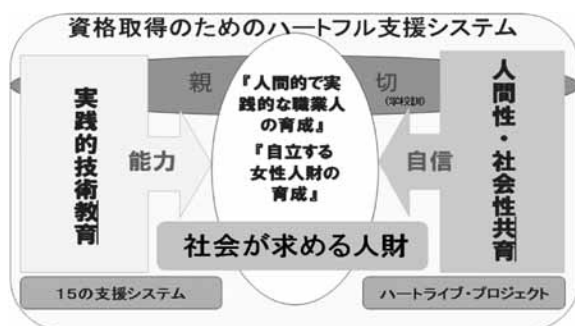 資格取得のためのハートフル支援システム
親
切
(学校訓)
実践的技術教育
能力
『人間的で実
践的な職業人
の育成』
『自立する
女性人財の
育成』
自信
人間性・社会性共育
社会が求める人財
15の支援システム
ハートライブ・プロジェクト